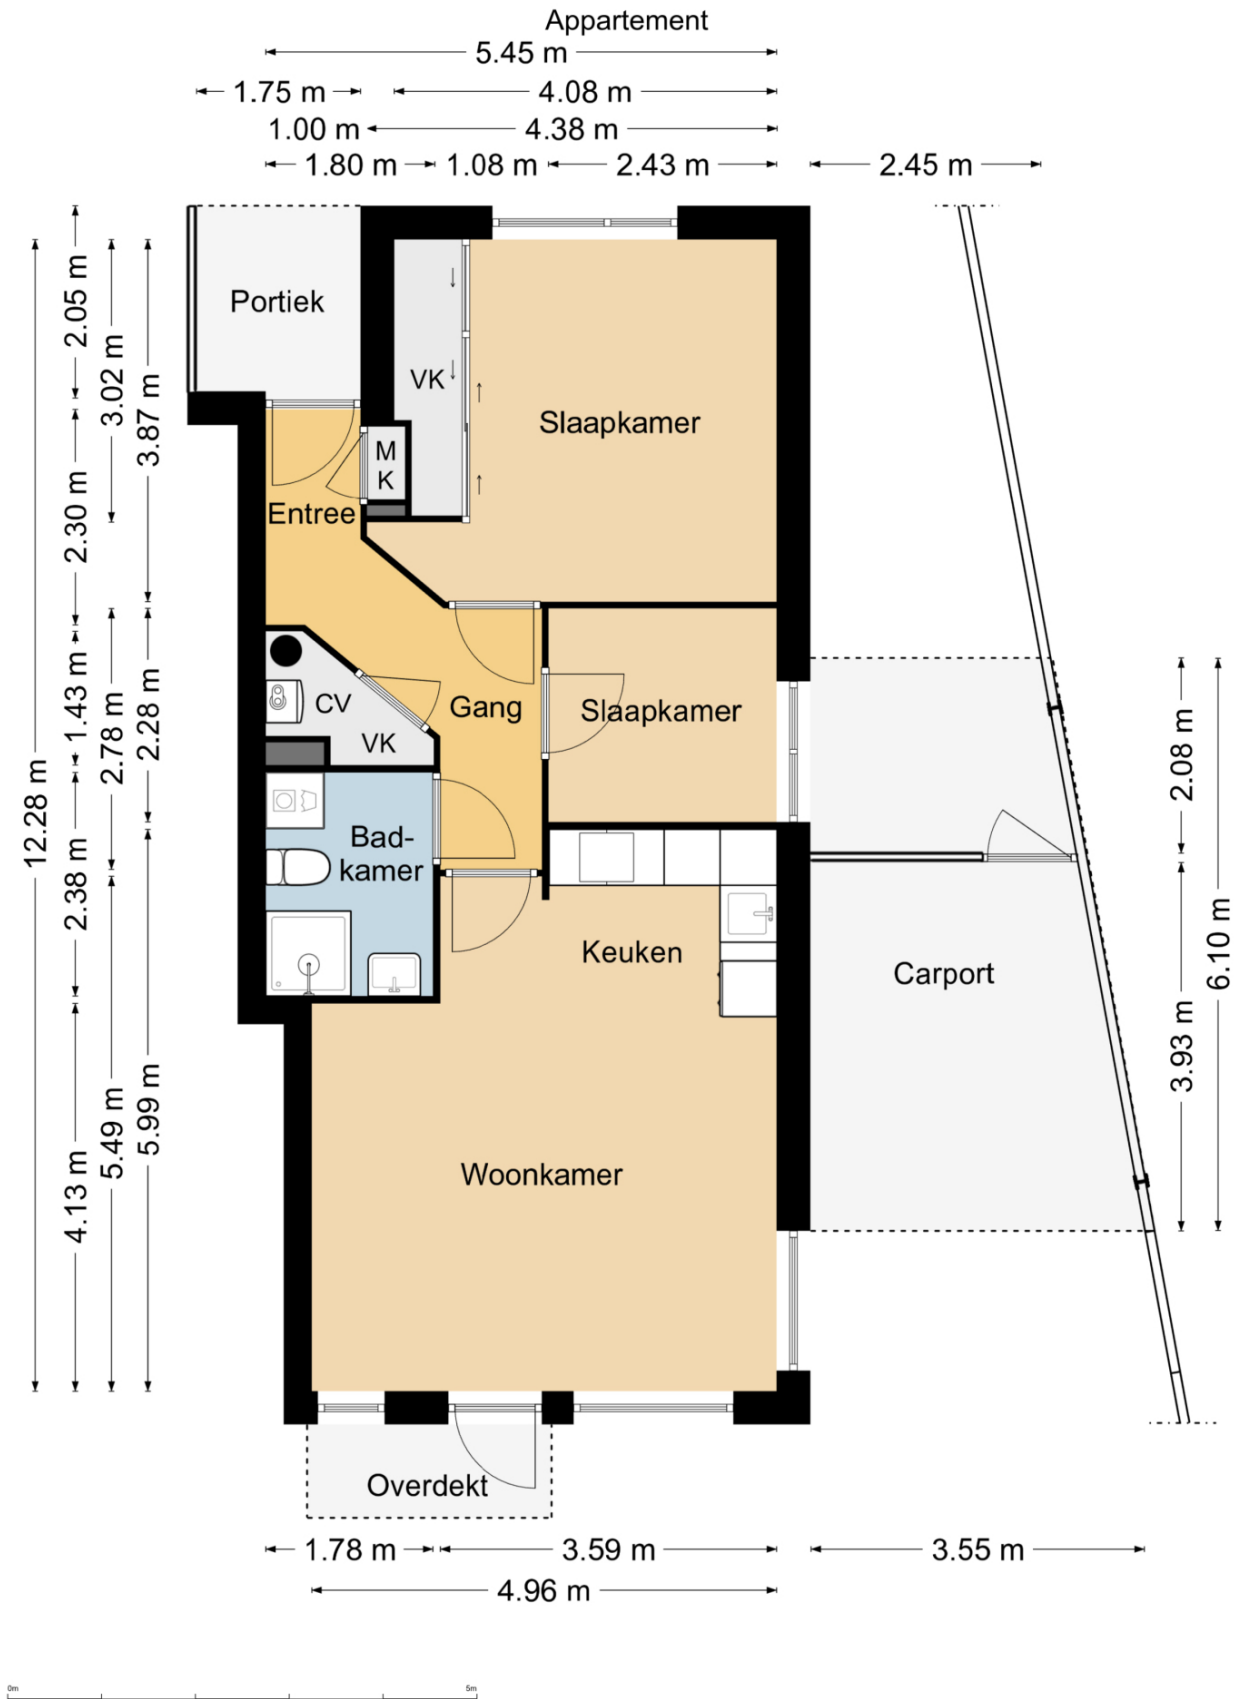 Appartement
5.45 m
1.75 m
4.08 m
1.00 m
4.38 m
1.80 m
1.08 m
2.43 m
2.45 m
12.28 m
2.05 m
2.30 m
1.43 m
2.38 m
4.13 m
3.02 m
2.78 m
5.49 m
3.87 m
2.28 m
5.99 m
Portiek
VK
Slaapkamer
M
K
Entree
CV
VK
Gang
Slaapkamer
Bad-
kamer
Keuken
Carport
Woonkamer
Overdekt
2.08 m
3.93 m
6.10 m
1.78 m
3.59 m
3.55 m
4.96 m
0m
5m